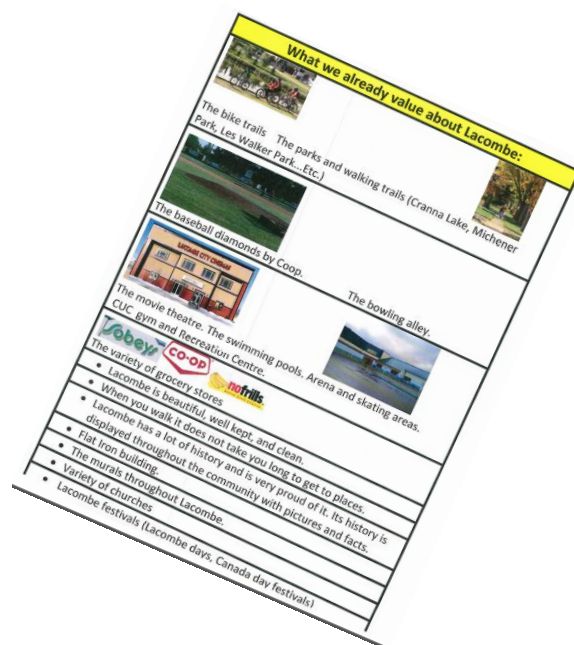 What we already value about Lacombe:
The bike trails    The parks and walking trails (Cranna Lake, Michener
Park, Les Walker Park...Etc.)
The baseball diamonds by Coop.
The bowling alley.
LACOMBE CITY CINEMAS
The movie theatre. The swimming pools. Arena and skating areas.
CUC gym and Recreation Centre.
Sobeys
CO-OP
nofrills
The variety of grocery stores
• Lacombe is beautiful, well kept, and clean.
• When you walk it does not take you long to get to places.
• Lacombe has a lot of history and is very proud of it. Its history is
displayed throughout the community with pictures and facts.
• Flat Iron building.
• The murals throughout Lacombe.
• Variety of churches
• Lacombe festivals (Lacombe days, Canada day festivals)